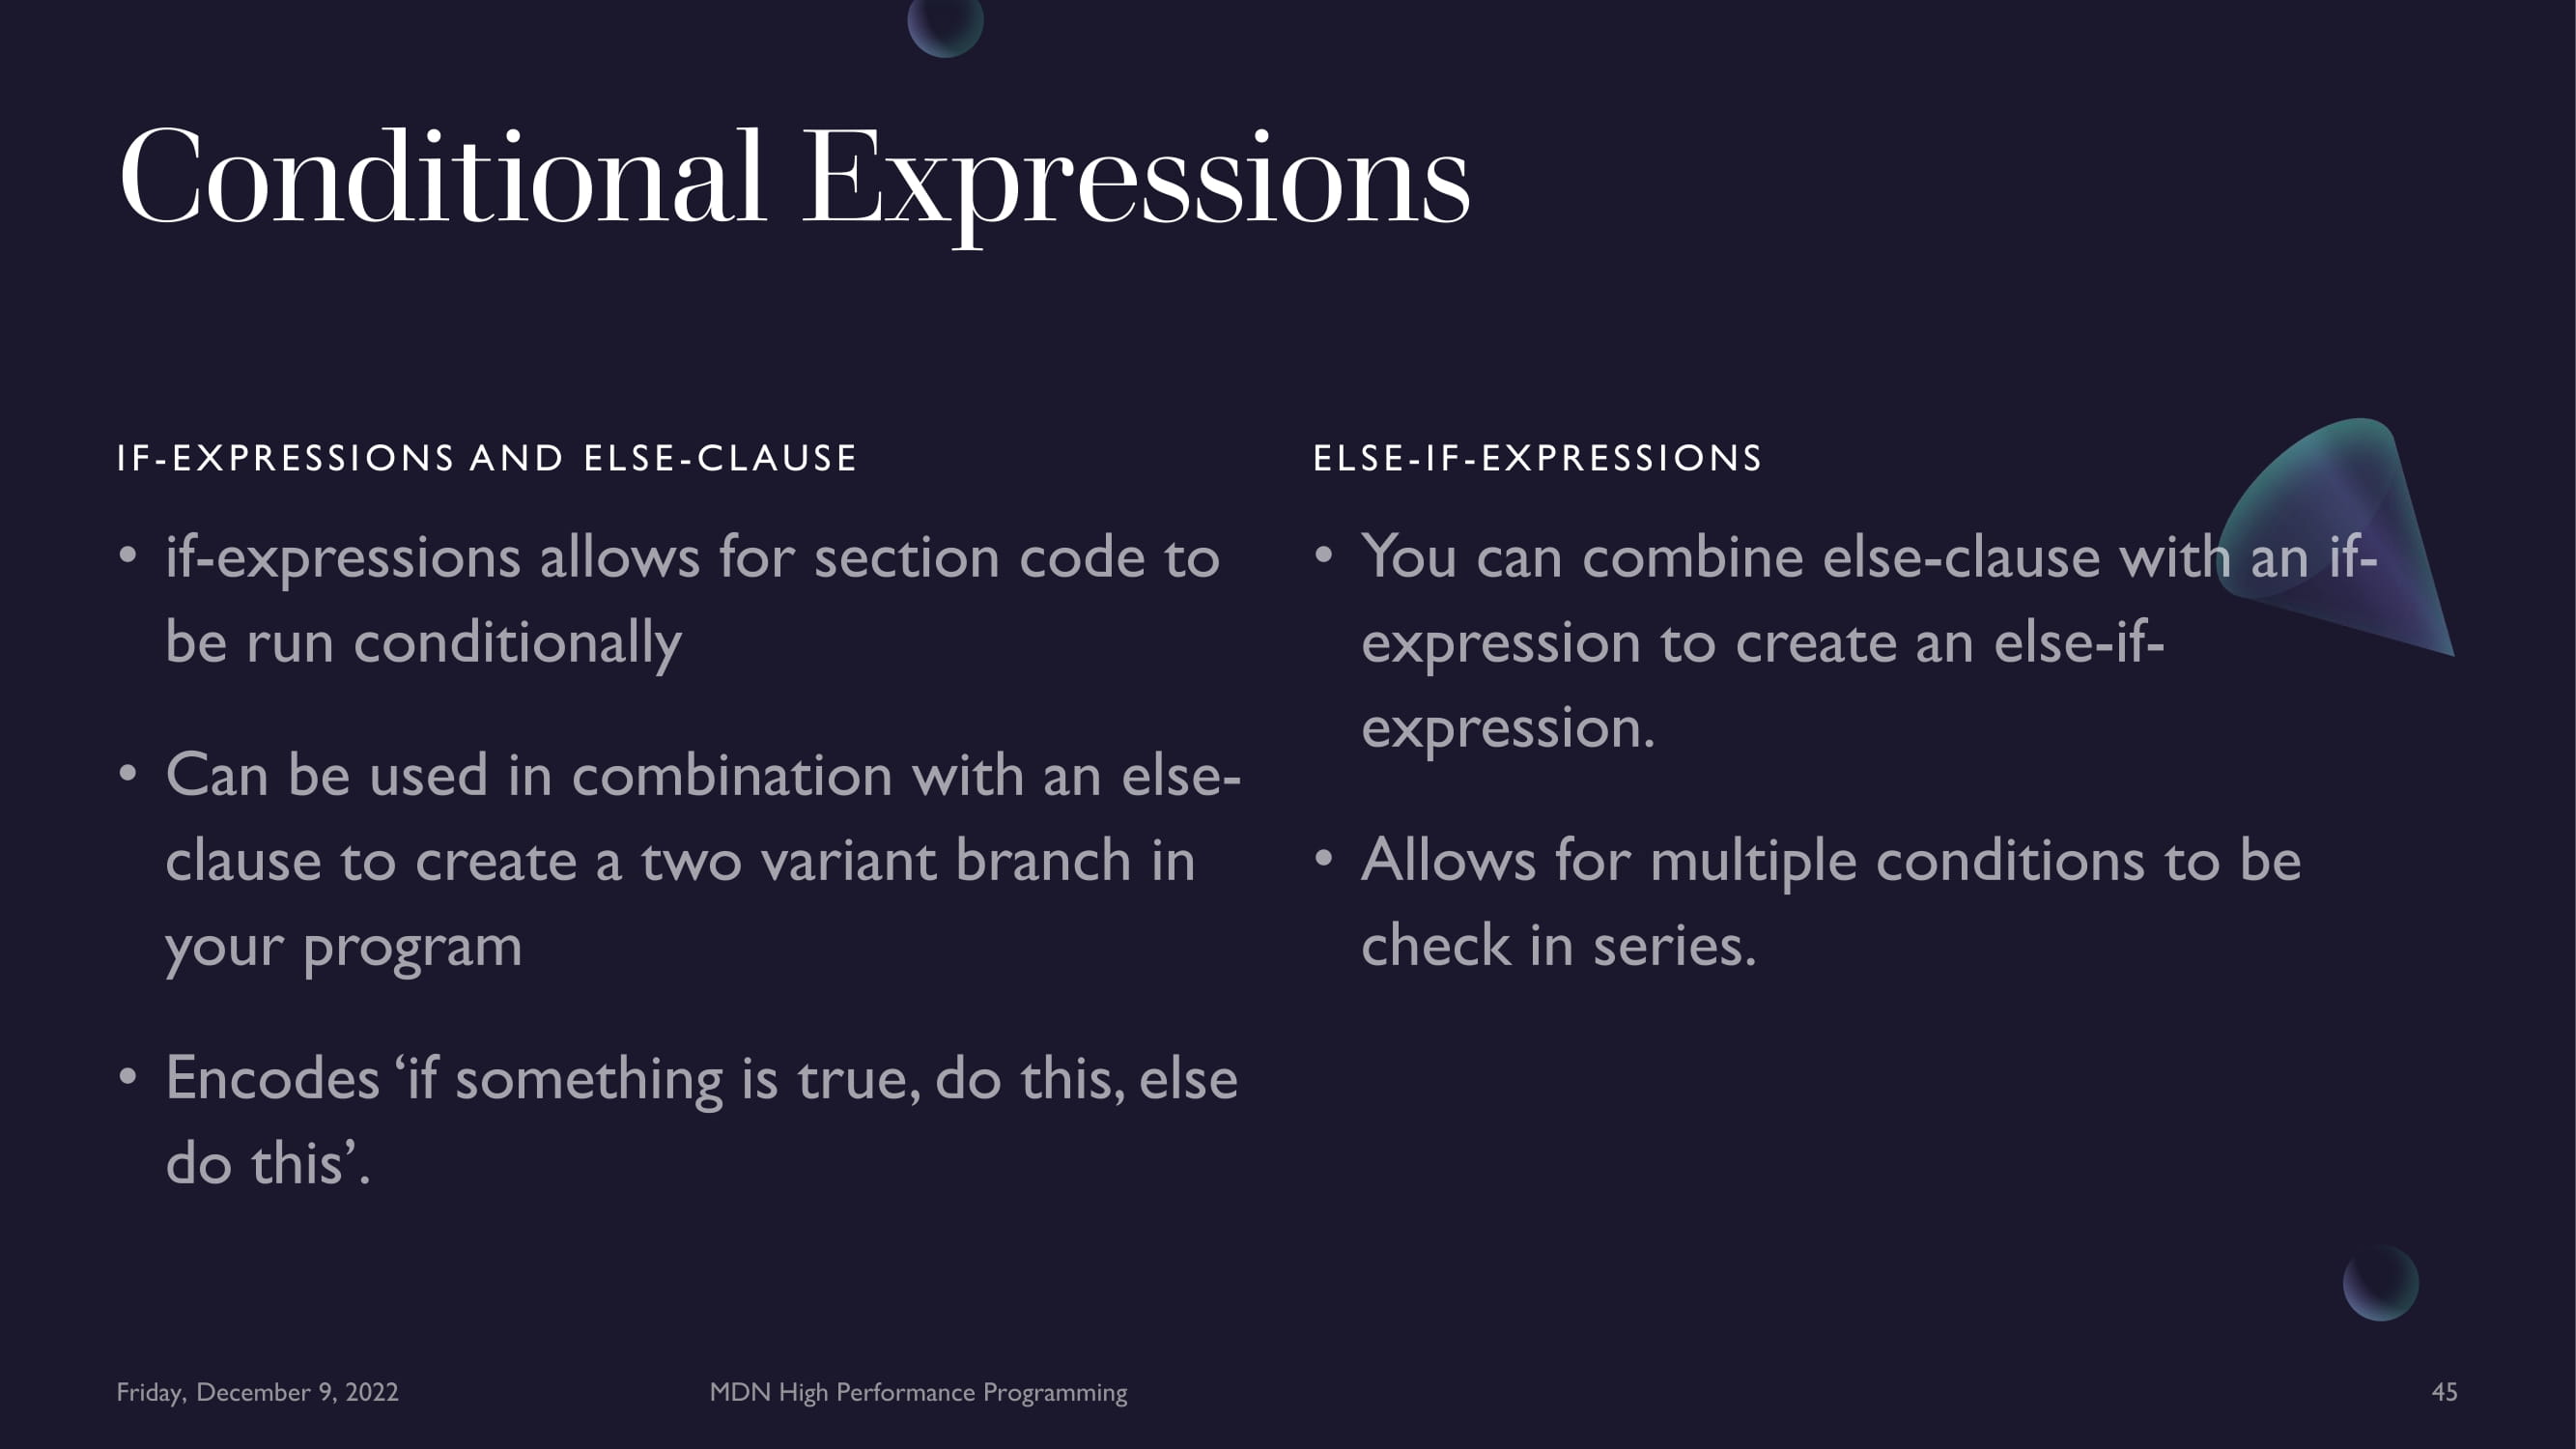 Conditional Expressions
IF-EXPRESSIONS AND ELSE-CLAUSE
• if-expressions allows for section code to
be run conditionally
• Can be used in combination with an else-
clause to create a two variant branch in
your program
• Encodes ‘if something is true, do this, else
do this’.
ELSE-IF-EXPRESSIONS
• You can combine else-clause with an if-
expression to create an else-if-
expression.
• Allows for multiple conditions to be
check in series.
Friday, December 9, 2022
MDN High Performance Programming
45